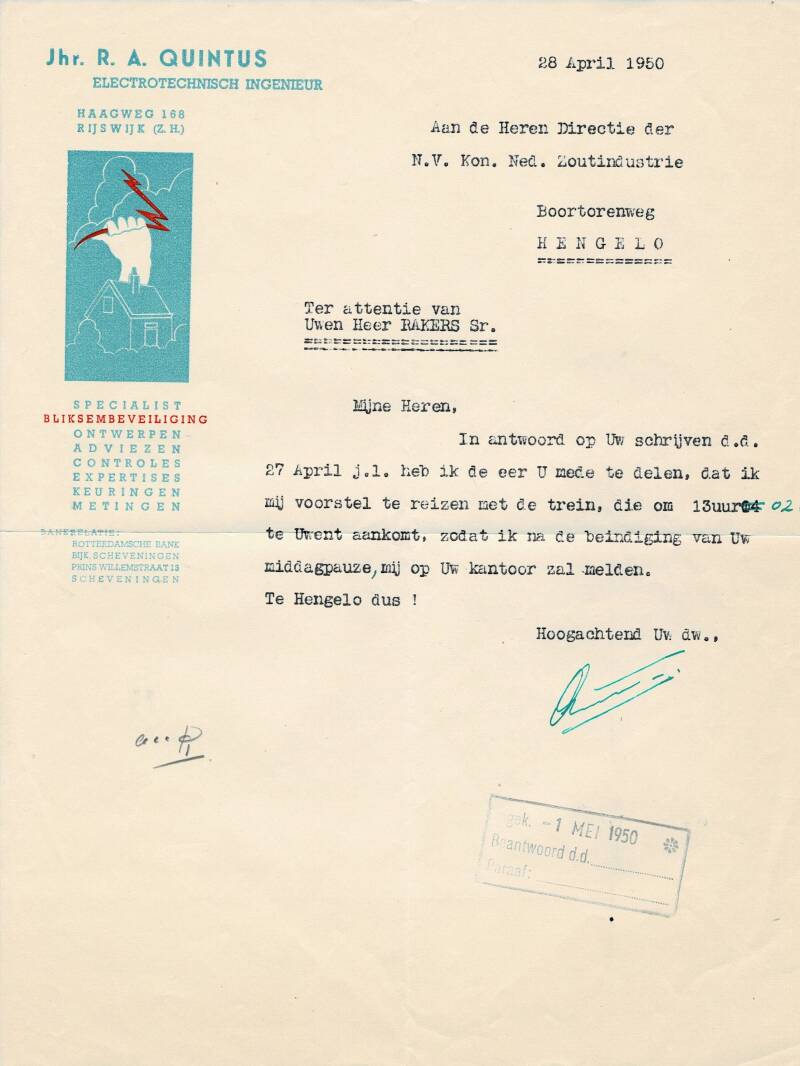 Jhr. R. A. QUINTUS
ELECTROTECHNISCH INGENIEUR
HAAGWEG 168
RIJSWIJK (Z.H.)
28 April 1950
Aan de Heren Directie der
N.V. Kon. Ned. Zoutindustrie
Boortorenweg
HENGELO
Ter attentie van
Uwen Heer RAKERS Sr.
SPECIALIST
BLIKSEMBEVEILIGING
ONTWERPEN
ADVIEZEN
CONTROLES
EXPERTISES
KEURINGEN
METINGEN
BANKRELATIE:
ROTTERDAMSCHE BANK
BIJK. SCHEVENINGEN
PRINS WILLEMSTRAAT 13
SCHEVENINGEN
Mijne Heren,
In antwoord op Uw schrijven d.d.
27 April j.l. heb ik de eer U mede te delen, dat ik
mij voorstel te reizen met de trein, die om 13uur04 02
te Uwent aankomt, zodat ik na de beindiging van Uw
middagpauze, mij op Uw kantoor zal melden.
Te Hengelo dus !
Hoogachtend Uw dw.,
gek. -1 MEI 1950
Beantwoord d.d.
Paraaf: